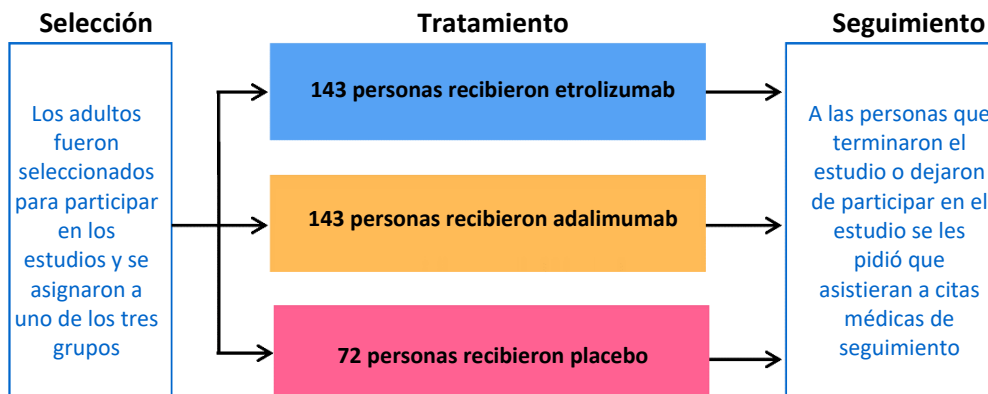 Selección
Tratamiento
Seguimiento
Los adultos
fueron
seleccionados
para participar
en los
estudios y se
asignaron a
uno de los tres
grupos
143 personas recibieron etrolizumab
143 personas recibieron adalimumab
72 personas recibieron placebo
A las personas que
terminaron el
estudio o dejaron
de participar en el
estudio se les
pidió que
asistieran a citas
médicas de
seguimiento